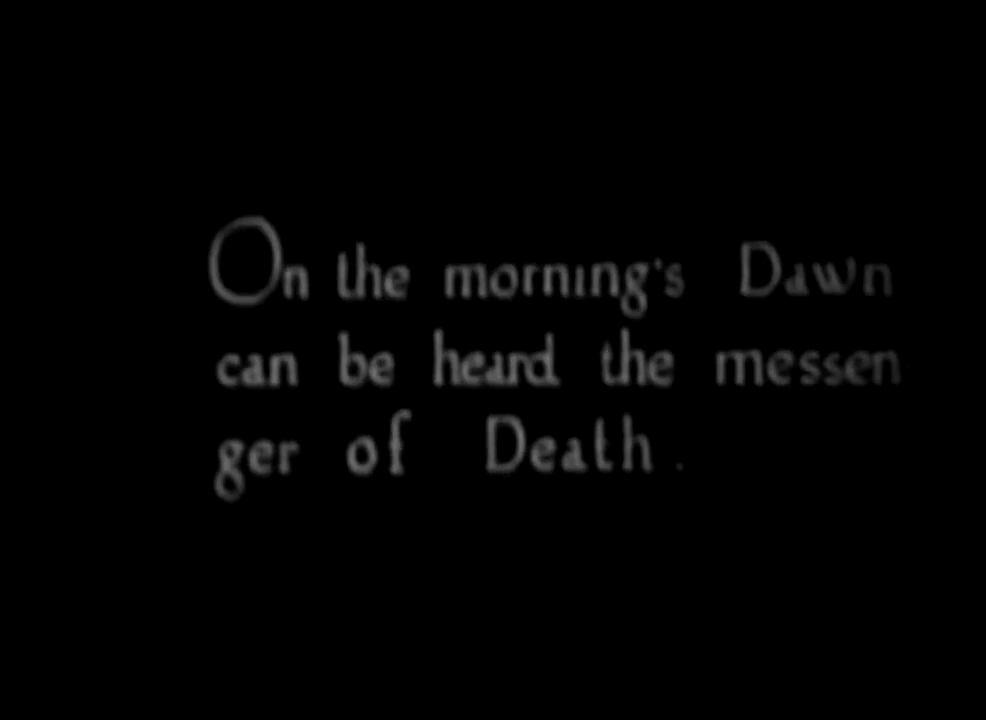 On the morning's Dawn
can be heard the messen
ger of Death.